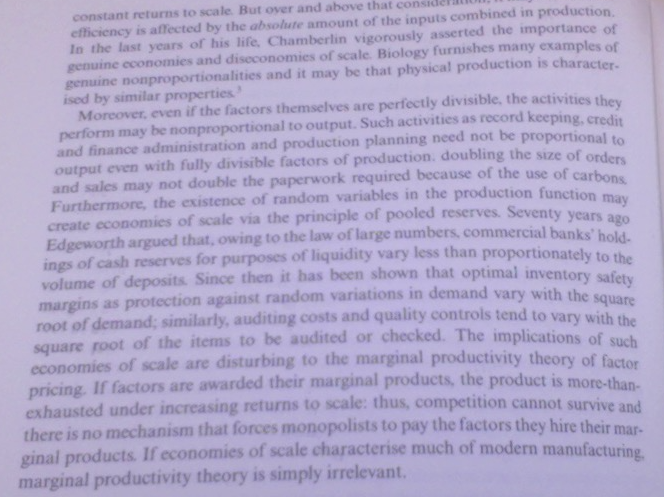 constant returns to scale. But over and above that
efficiency is affected by the absolute amount of the inputs combined in production.
In the last years of his life, Chamberlin vigorously asserted the importance of
genuine economies and diseconomies of scale. Biology furnishes many examples of
genuine nonproportionalities and it may be that physical production is character-
ised by similar properties.³
Moreover, even if the factors themselves are perfectly divisible, the activities they
perform may be nonproportional to output. Such activities as record keeping, credit
and finance administration and production planning need not be proportional to
output even with fully divisible factors of production. doubling the size of orders
and sales may not double the paperwork required because of the use of carbons.
Furthermore, the existence of random variables in the production function may
create economies of scale via the principle of pooled reserves. Seventy years ago
Edgeworth argued that, owing to the law of large numbers, commercial banks' hold-
ings of cash reserves for purposes of liquidity vary less than proportionately to the
volume of deposits. Since then it has been shown that optimal inventory safety
margins as protection against random variations in demand vary with the square
root of demand; similarly, auditing costs and quality controls tend to vary with the
square root of the items to be audited or checked. The implications of such
economies of scale are disturbing to the marginal productivity theory of factor
pricing. If factors are awarded their marginal products, the product is more-than-
exhausted under increasing returns to scale: thus, competition cannot survive and
there is no mechanism that forces monopolists to pay the factors they hire their mar-
ginal products. If economies of scale characterise much of modern manufacturing,
marginal productivity theory is simply irrelevant.